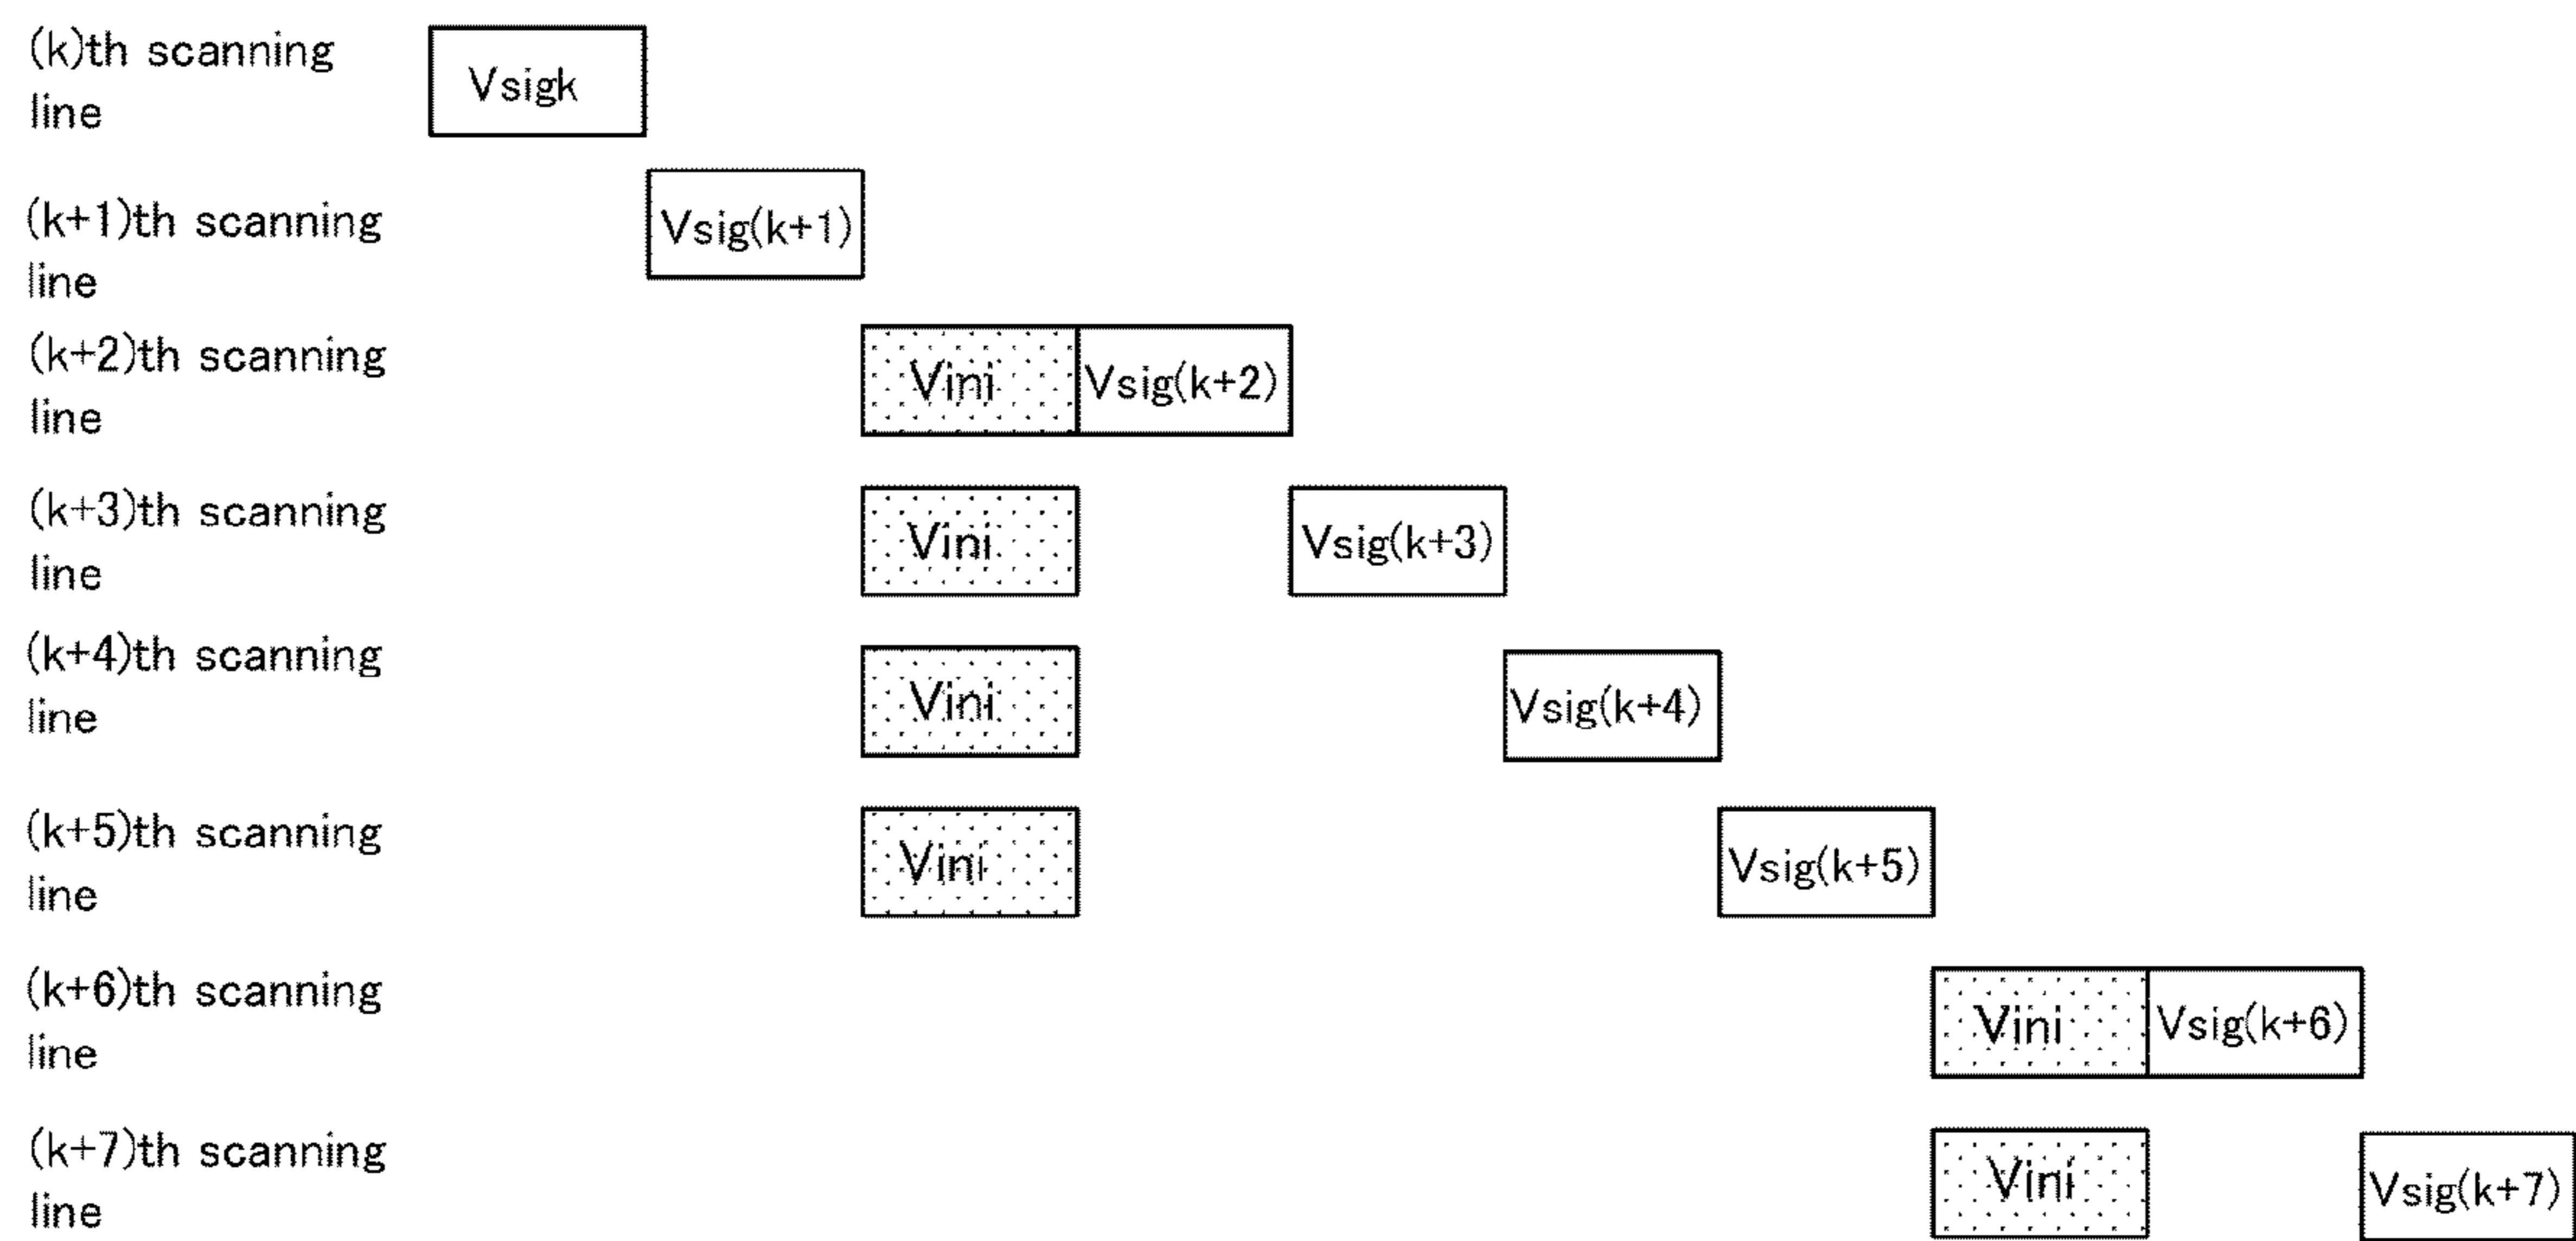 (k)th scanning
line
Vsigk
(k+1)th scanning
line
Vsig(k+1)
(k+2)th scanning
line
Vini Vsig(k+2)
(k+3)th scanning
line
Vini Vsig(k+3)
(k+4)th scanning
line
Vini Vsig(k+4)
(k+5)th scanning
line
Vini Vsig(k+5)
(k+6)th scanning
line
Vini Vsig(k+6)
(k+7)th scanning
line
Vini Vsig(k+7)